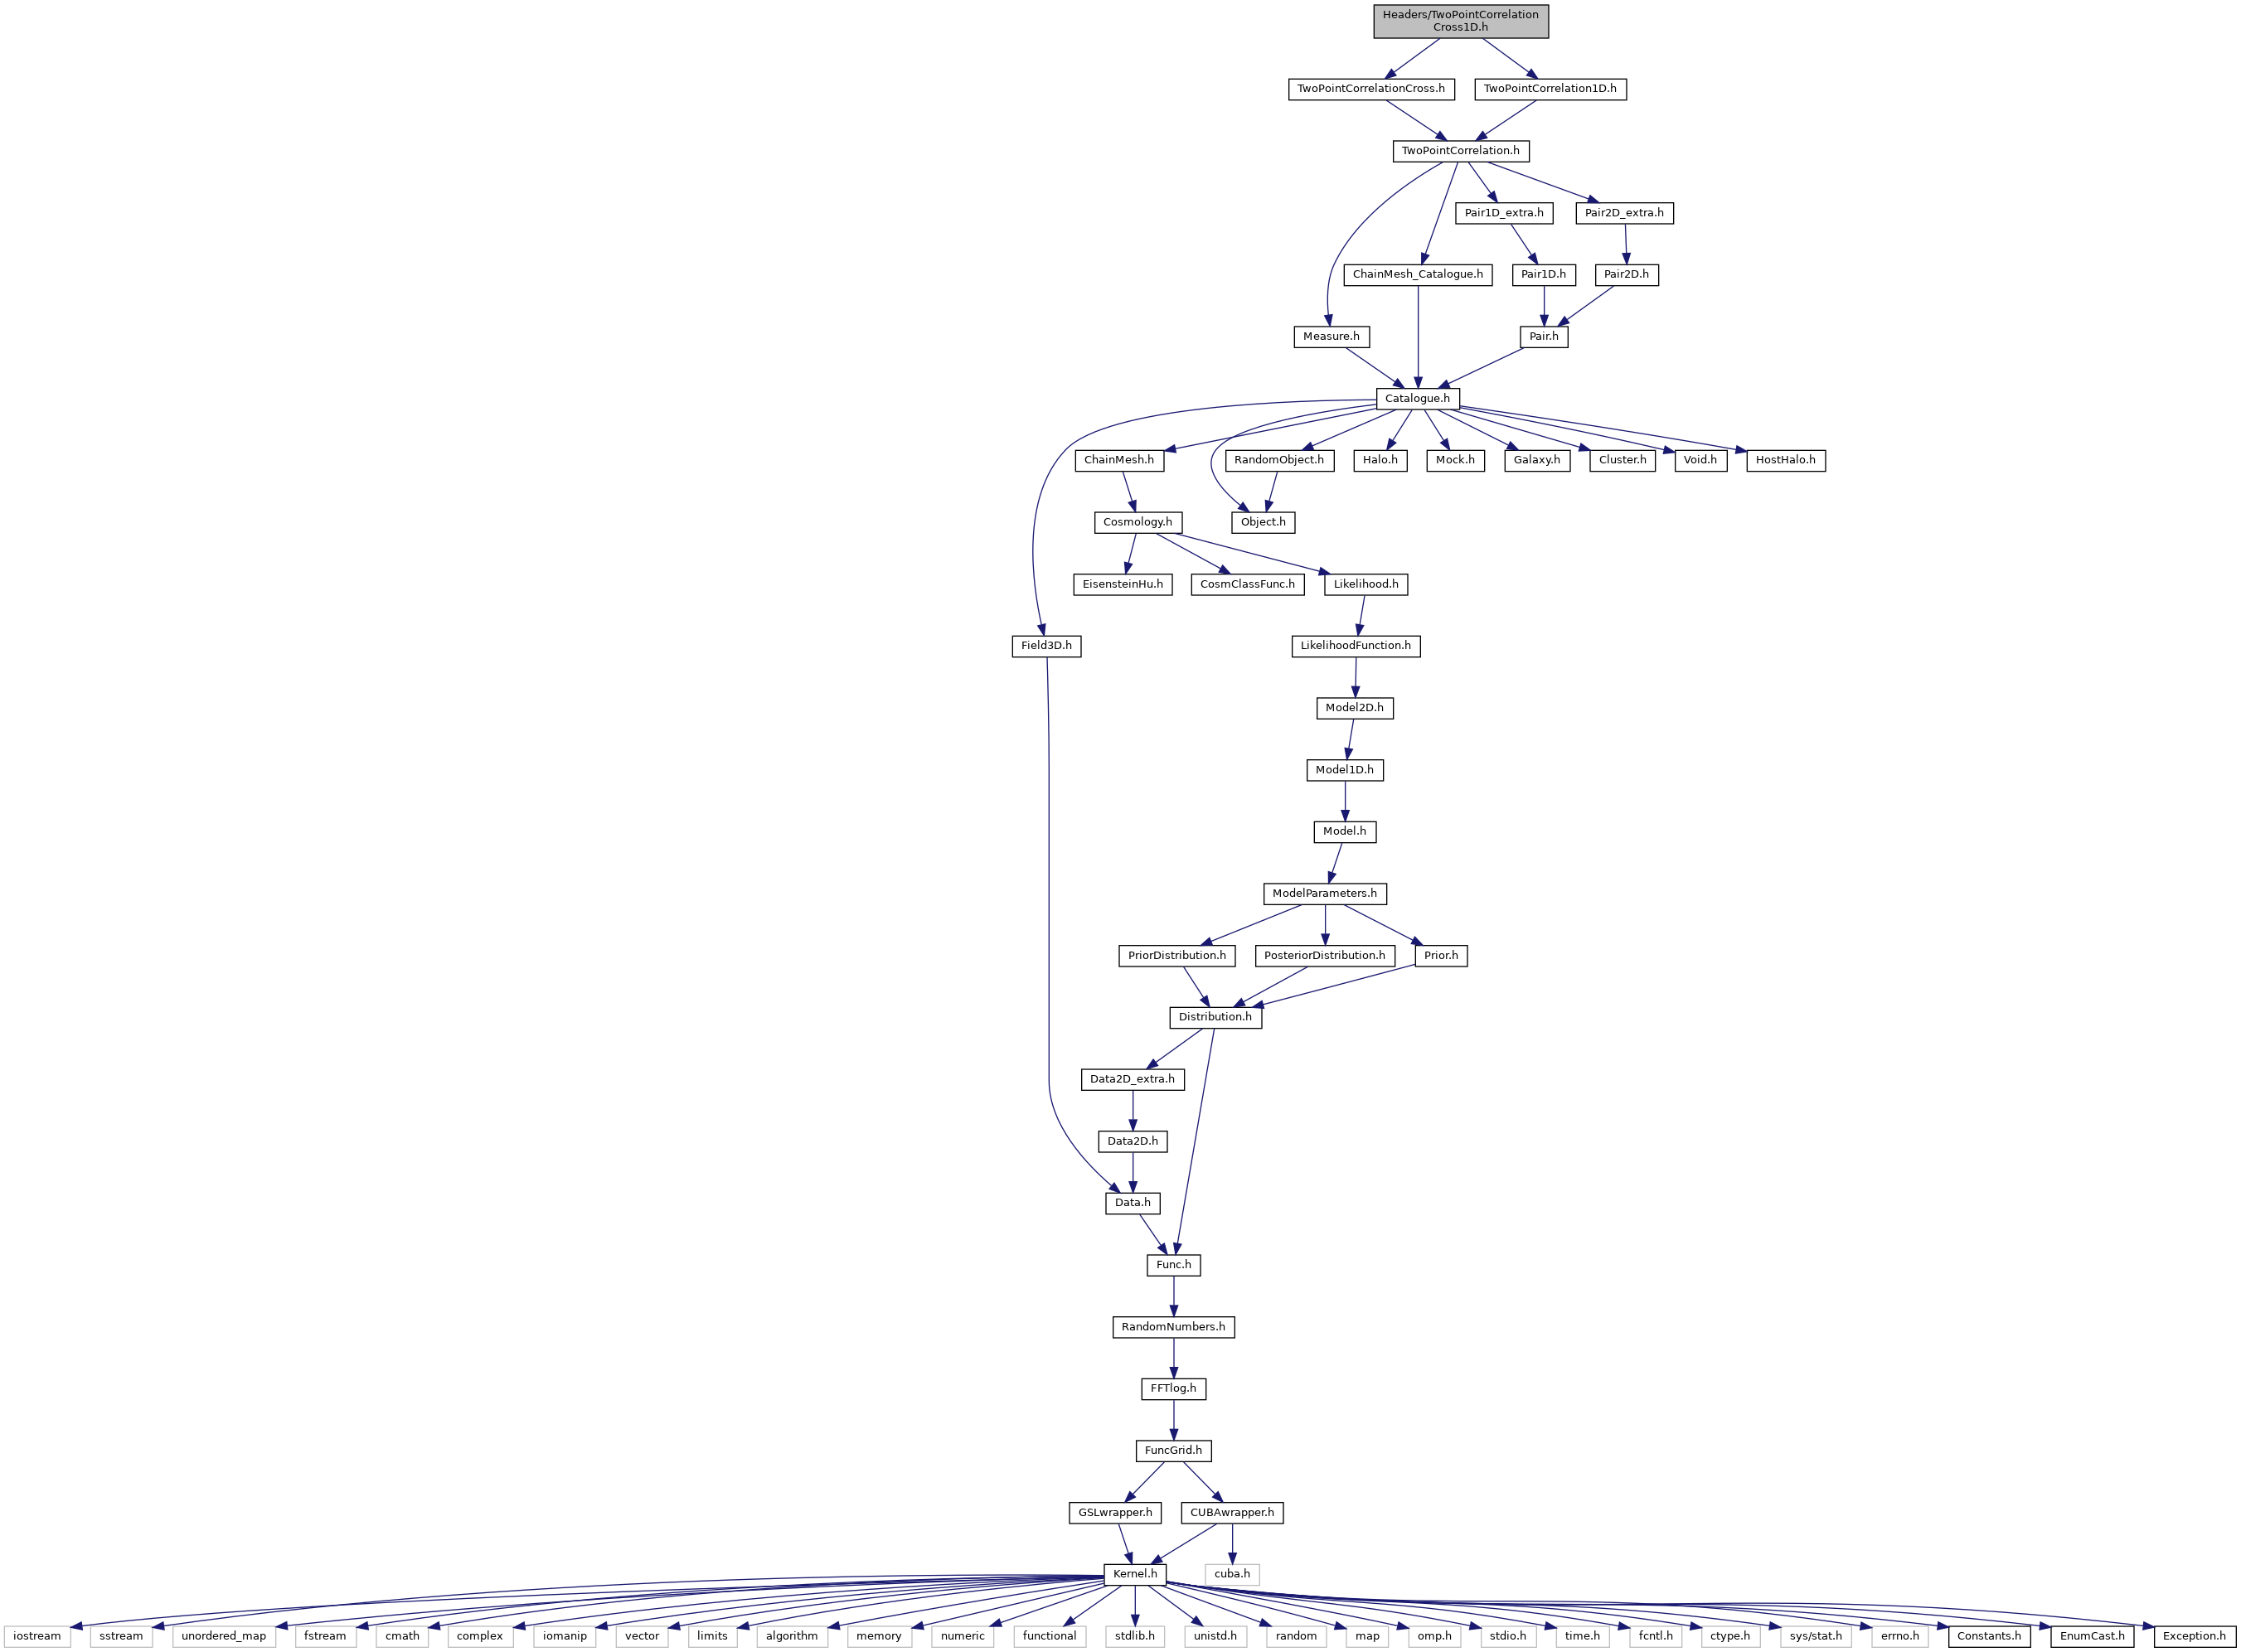 Headers/TwoPointCorrelation
Cross1D.h
TwoPointCorrelationCross.h
TwoPointCorrelation1D.h
TwoPointCorrelation.h
Pair1D_extra.h
Pair2D_extra.h
ChainMesh_Catalogue.h
Pair1D.h
Pair2D.h
Measure.h
Pair.h
Catalogue.h
ChainMesh.h
RandomObject.h
Halo.h
Mock.h
Galaxy.h
Cluster.h
Void.h
HostHalo.h
Cosmology.h
Object.h
EisensteinHu.h
CosmClassFunc.h
Likelihood.h
Field3D.h
LikelihoodFunction.h
Model2D.h
Model1D.h
Model.h
ModelParameters.h
PriorDistribution.h
PosteriorDistribution.h
Prior.h
Distribution.h
Data2D_extra.h
Data2D.h
Data.h
Func.h
RandomNumbers.h
FFTlog.h
FuncGrid.h
GSLwrapper.h
CUBAwrapper.h
Kernel.h
cuba.h
iostream
sstream
unordered_map
fstream
cmath
complex
iomanip
vector
limits
algorithm
memory
numeric
functional
stdlib.h
unistd.h
random
map
omp.h
stdio.h
time.h
fcntl.h
ctype.h
sys/stat.h
errno.h
Constants.h
EnumCast.h
Exception.h